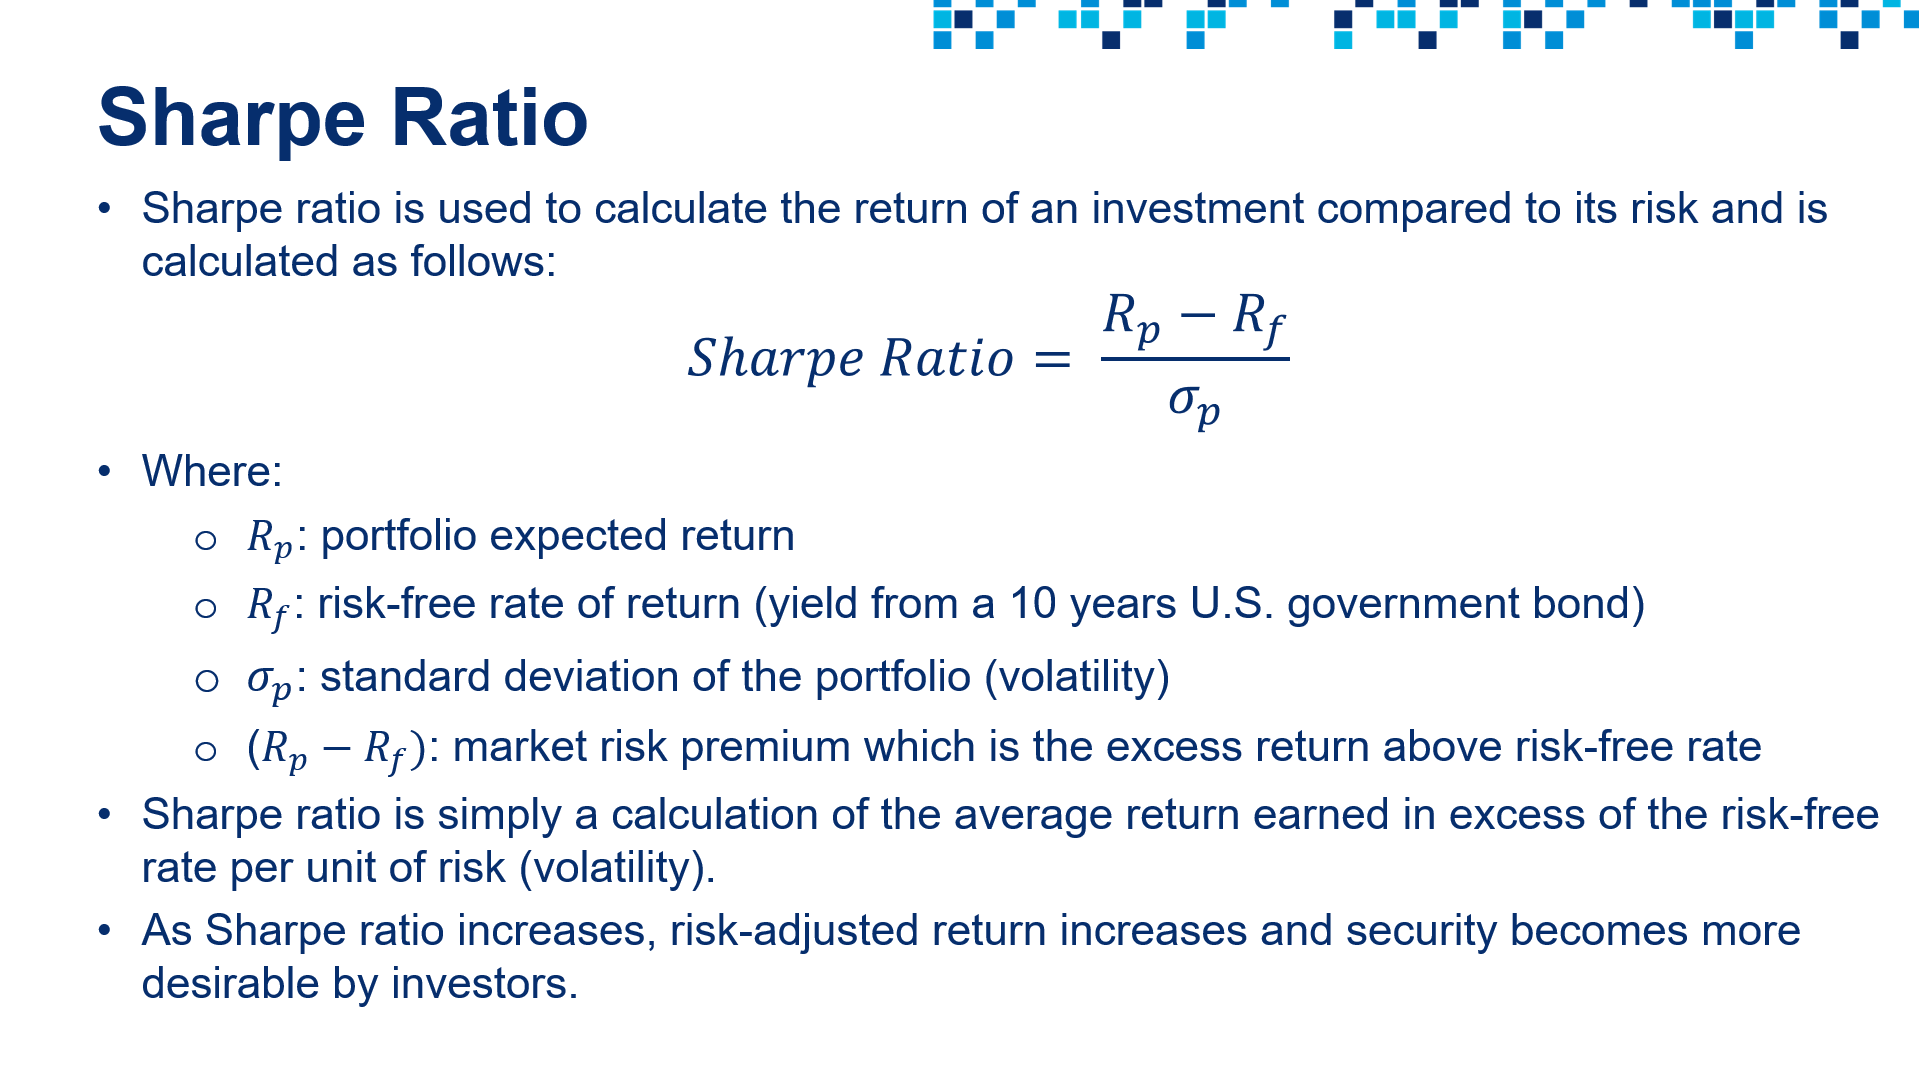 Sharpe Ratio
• Sharpe ratio is used to calculate the return of an investment compared to its risk and is
calculated as follows:
𝑆ℎ𝑎𝑟𝑝𝑒 𝑅𝑎𝑡𝑖𝑜 = (R_p − R_f) / σ_p
• Where:
o R_p: portfolio expected return
o R_f: risk-free rate of return (yield from a 10 years U.S. government bond)
o σ_p: standard deviation of the portfolio (volatility)
o (R_p − R_f): market risk premium which is the excess return above risk-free rate
• Sharpe ratio is simply a calculation of the average return earned in excess of the risk-free
rate per unit of risk (volatility).
• As Sharpe ratio increases, risk-adjusted return increases and security becomes more
desirable by investors.